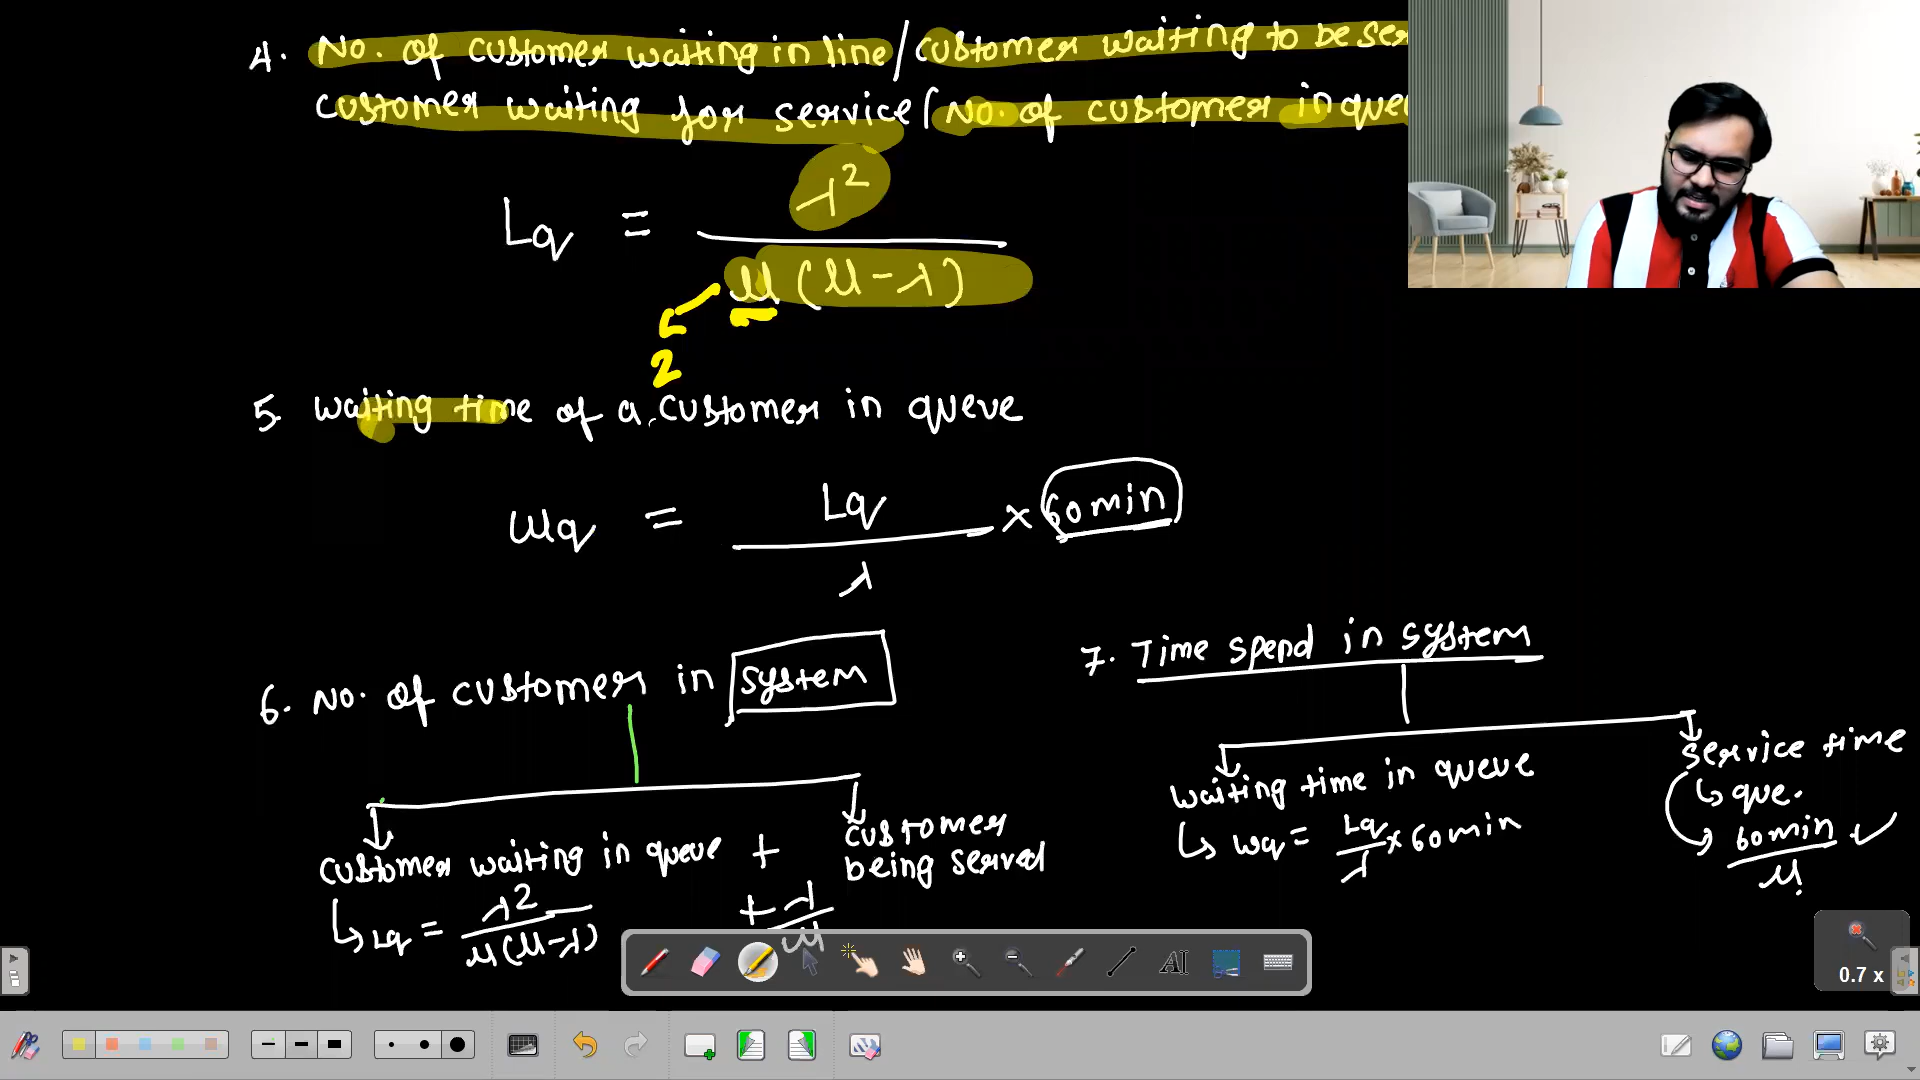 4. No. of customer waiting in line / customer waiting to be ser
customer waiting for service / No. of customer in que
Lq = λ²
μ (μ-λ)
2
5. waiting time of a customer in queue
Wq = Lq × 60min
λ
6. No. of customer in system
customer waiting in queue + customer
being served
↳ Lq = λ² + λ
μ(μ-λ) μ
7. Time spend in system
waiting time in queue
↳ Wq = Lq × 60min
λ
service time
↳ que.
60min
μ
AI
0.7 x